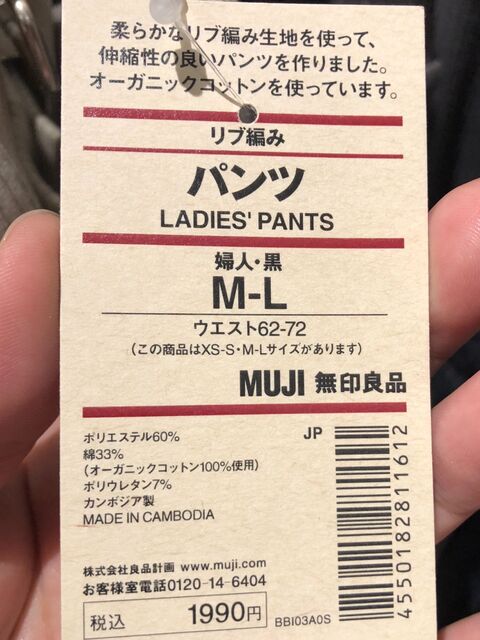 柔らかなリブ編み生地を使って、
伸縮性の良いパンツを作りました。
オーガニックコットンを使っています。
リブ編み
パンツ
LADIES' PANTS
婦人・黒
M-L
ウエスト62-72
(この商品はXS-S・M-Lサイズがあります)
MUJI 無印良品
ポリエステル60%
綿33%
(オーガニックコットン100%使用)
ポリウレタン7%
カンボジア製
MADE IN CAMBODIA
JP
4550182811612
株式会社良品計画 www.muji.com
お客様室電話0120-14-6404
税込 1990円
BBI03A0S